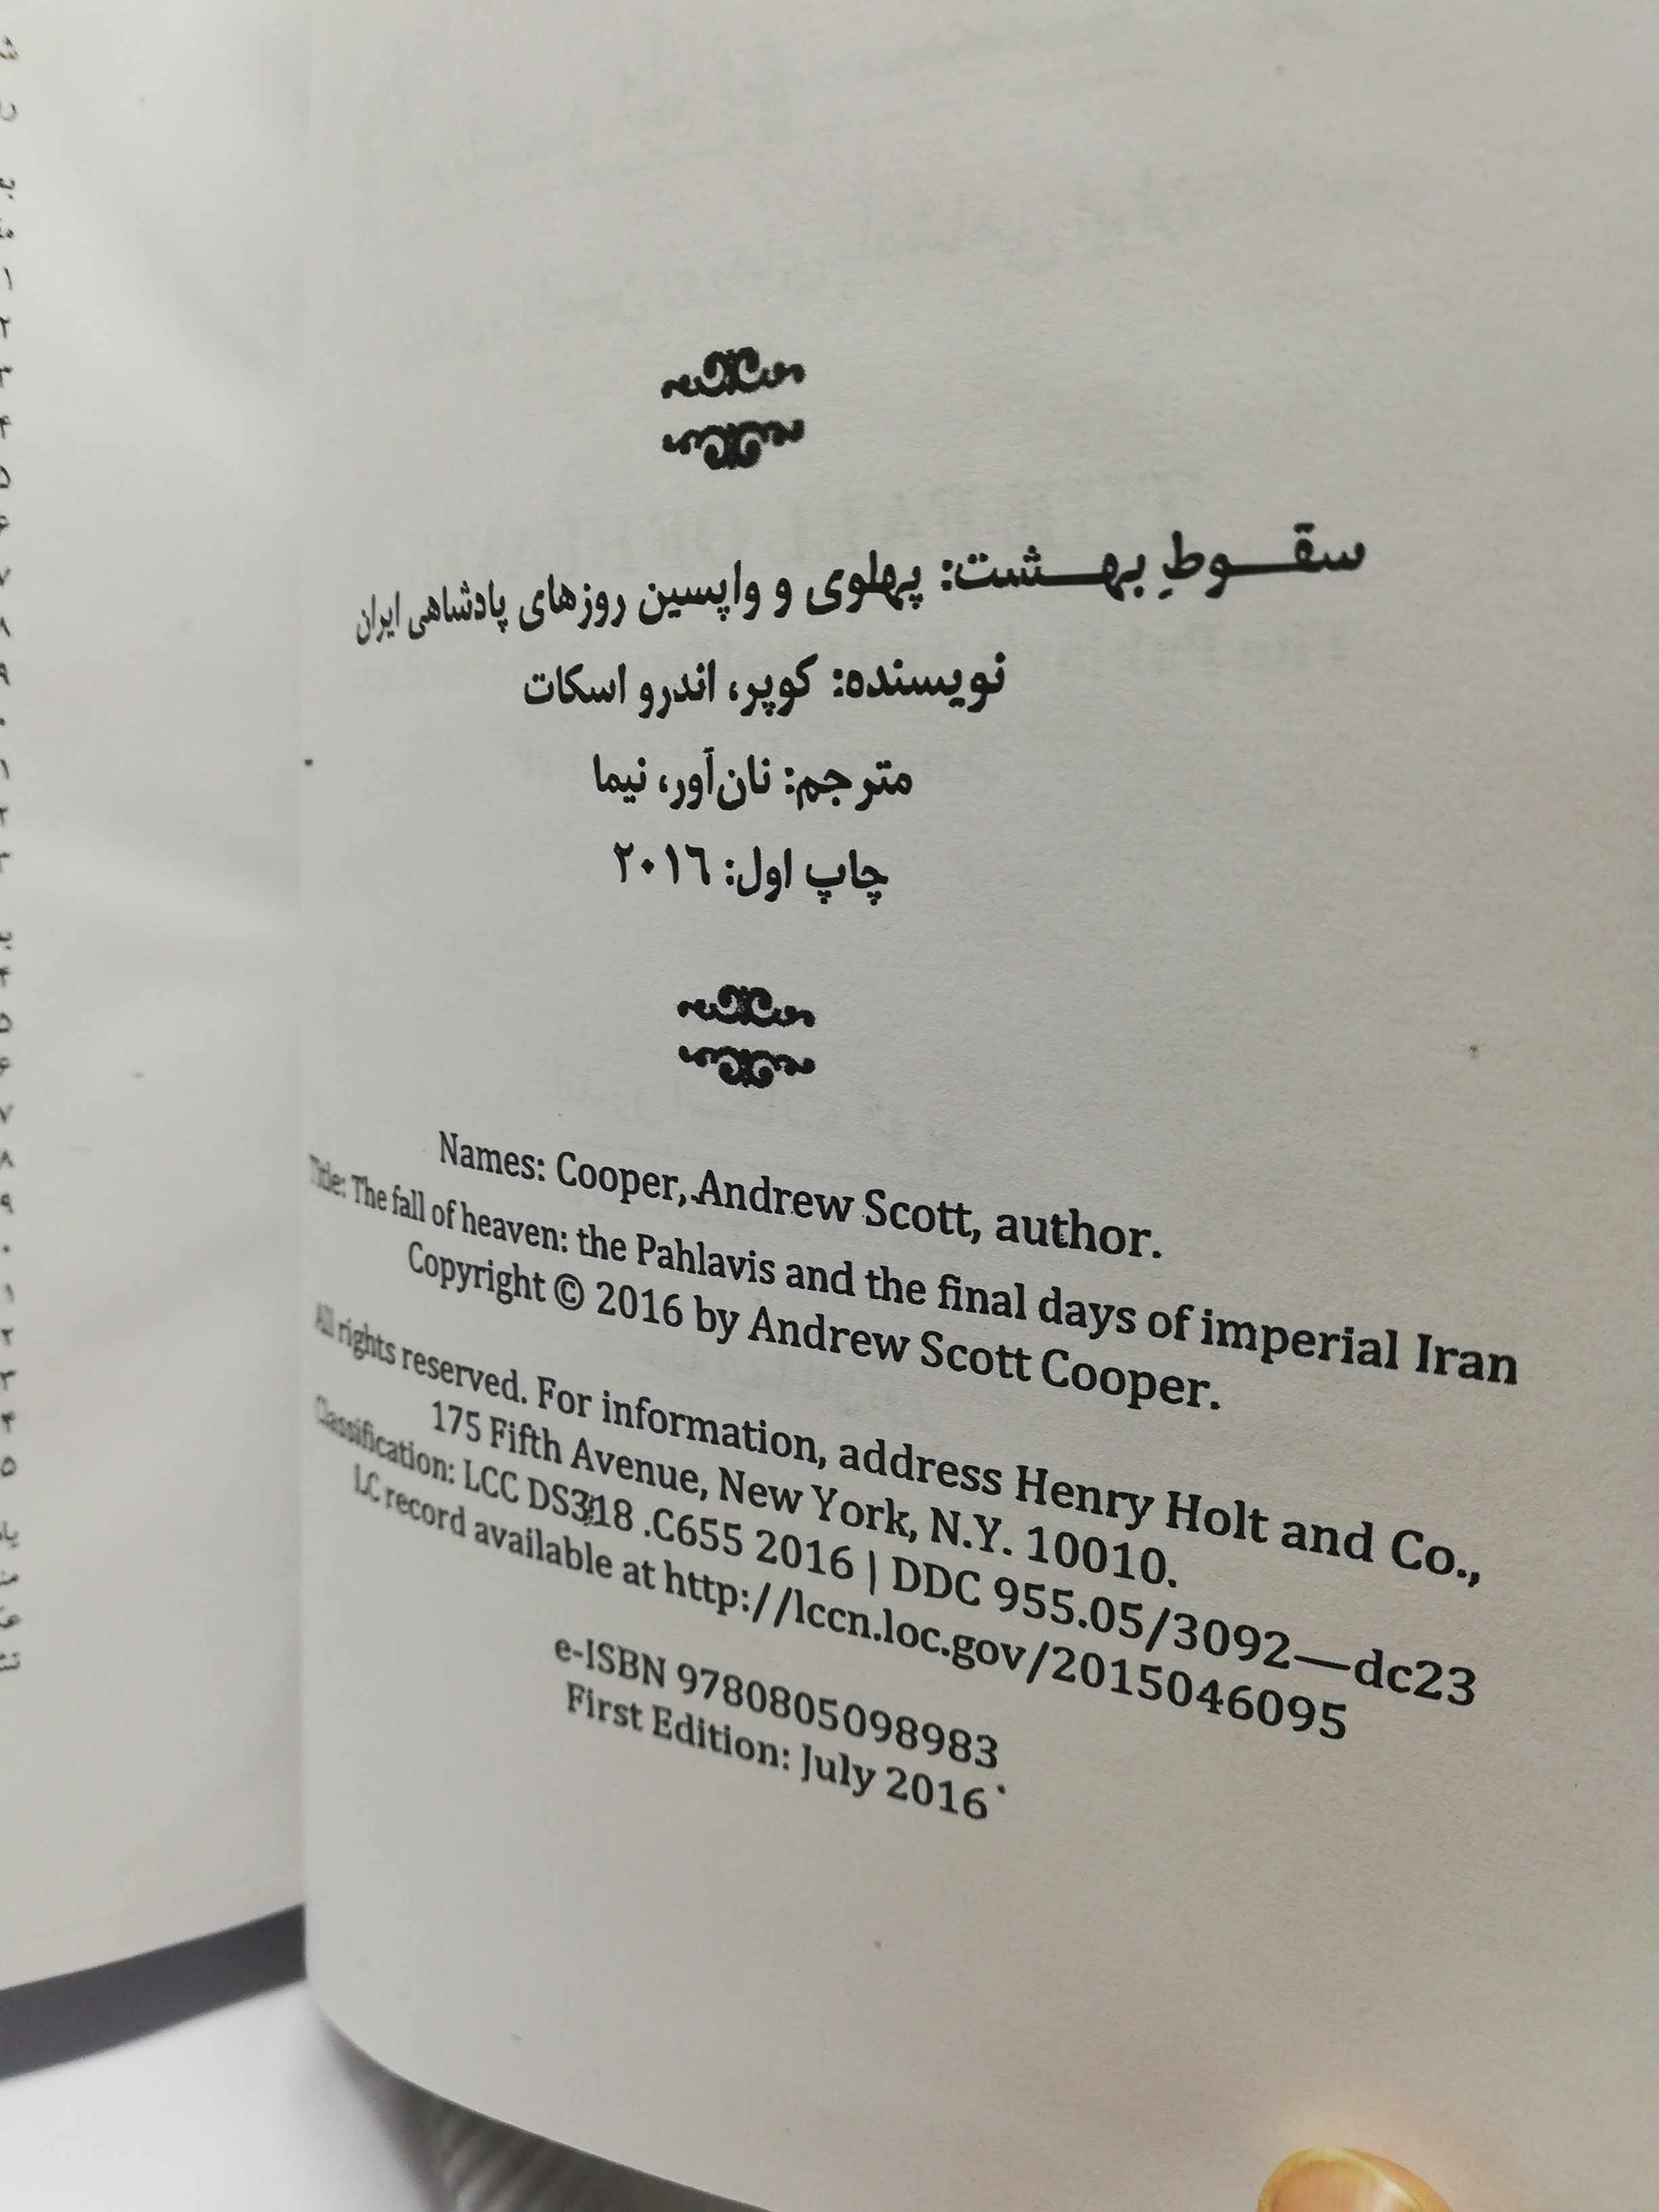 سقوطِ بهشت: پهلوی و واپسین روزهای پادشاهی ایران
نویسنده: کوپر، اندرو اسکات
مترجم: نان‌آور، نیما
چاپ اول: ٢٠١٦
Names: Cooper, Andrew Scott, author.
Title: The fall of heaven: the Pahlavis and the final days of imperial Iran
Copyright © 2016 by Andrew Scott Cooper.
All rights reserved. For information, address Henry Holt and Co.,
175 Fifth Avenue, New York, N.Y. 10010.
Classification: LCC DS318 .C655 2016 | DDC 955.05/3092—dc23
LC record available at http://lccn.loc.gov/2015046095
e-ISBN 9780805098983
First Edition: July 2016